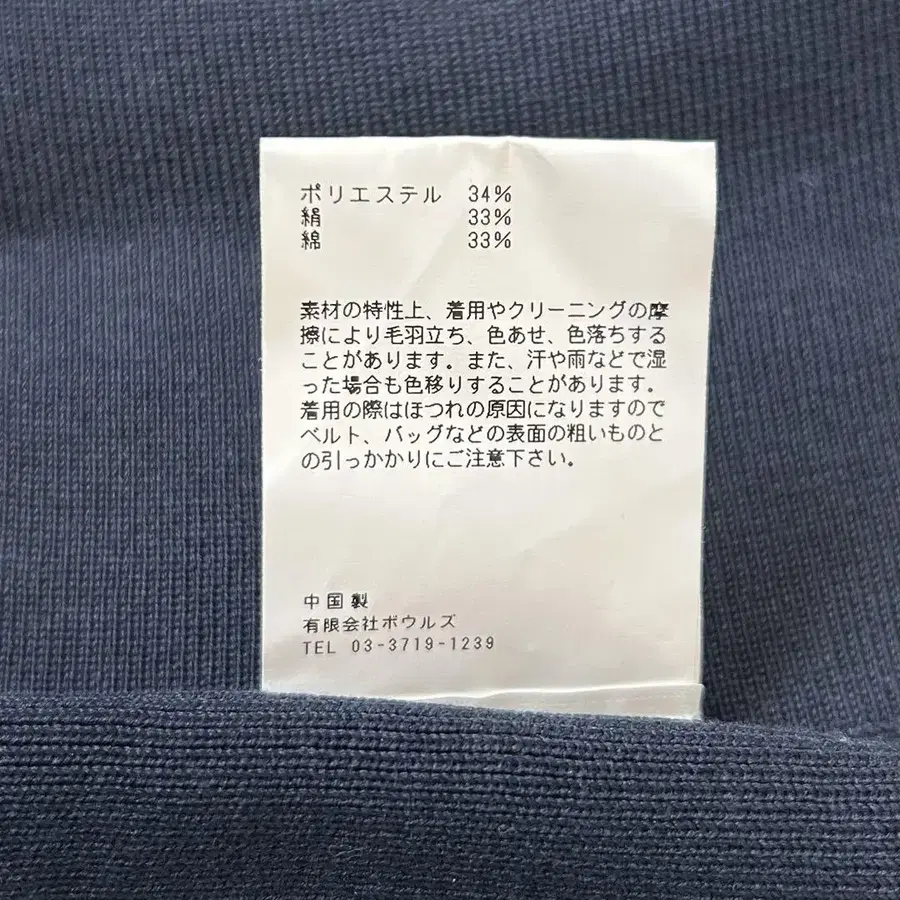 ポリエステル 34%
絹 33%
綿 33%
素材の特性上、着用やクリーニングの摩
擦により毛羽立ち、色あせ、色落ちする
ことがあります。また、汗や雨などで湿
った場合も色移りすることがあります。
着用の際はほつれの原因になりますので
ベルト、バッグなどの表面の粗いものと
の引っかかりにご注意下さい。
中国製
有限会社ボウルズ
TEL 03-3719-1239